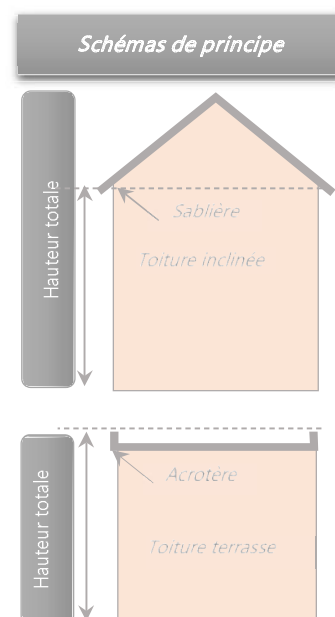 Schémas de principe
Hauteur totale
Sablière
Toiture inclinée
Hauteur totale
Acrotère
Toiture terrasse